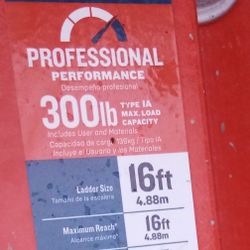 PROFESSIONAL
PERFORMANCE
Desempeño profesional
300lb TYPE IA
MAX. LOAD
CAPACITY
Includes User and Materials
Capacidad de carga 136kg / Tipo IA
Incluye el Usuario y los Materiales
Ladder Size
Tamaño de la escalera
16ft
4.88m
Maximum Reach*
Alcance máximo*
16ft
4.88m